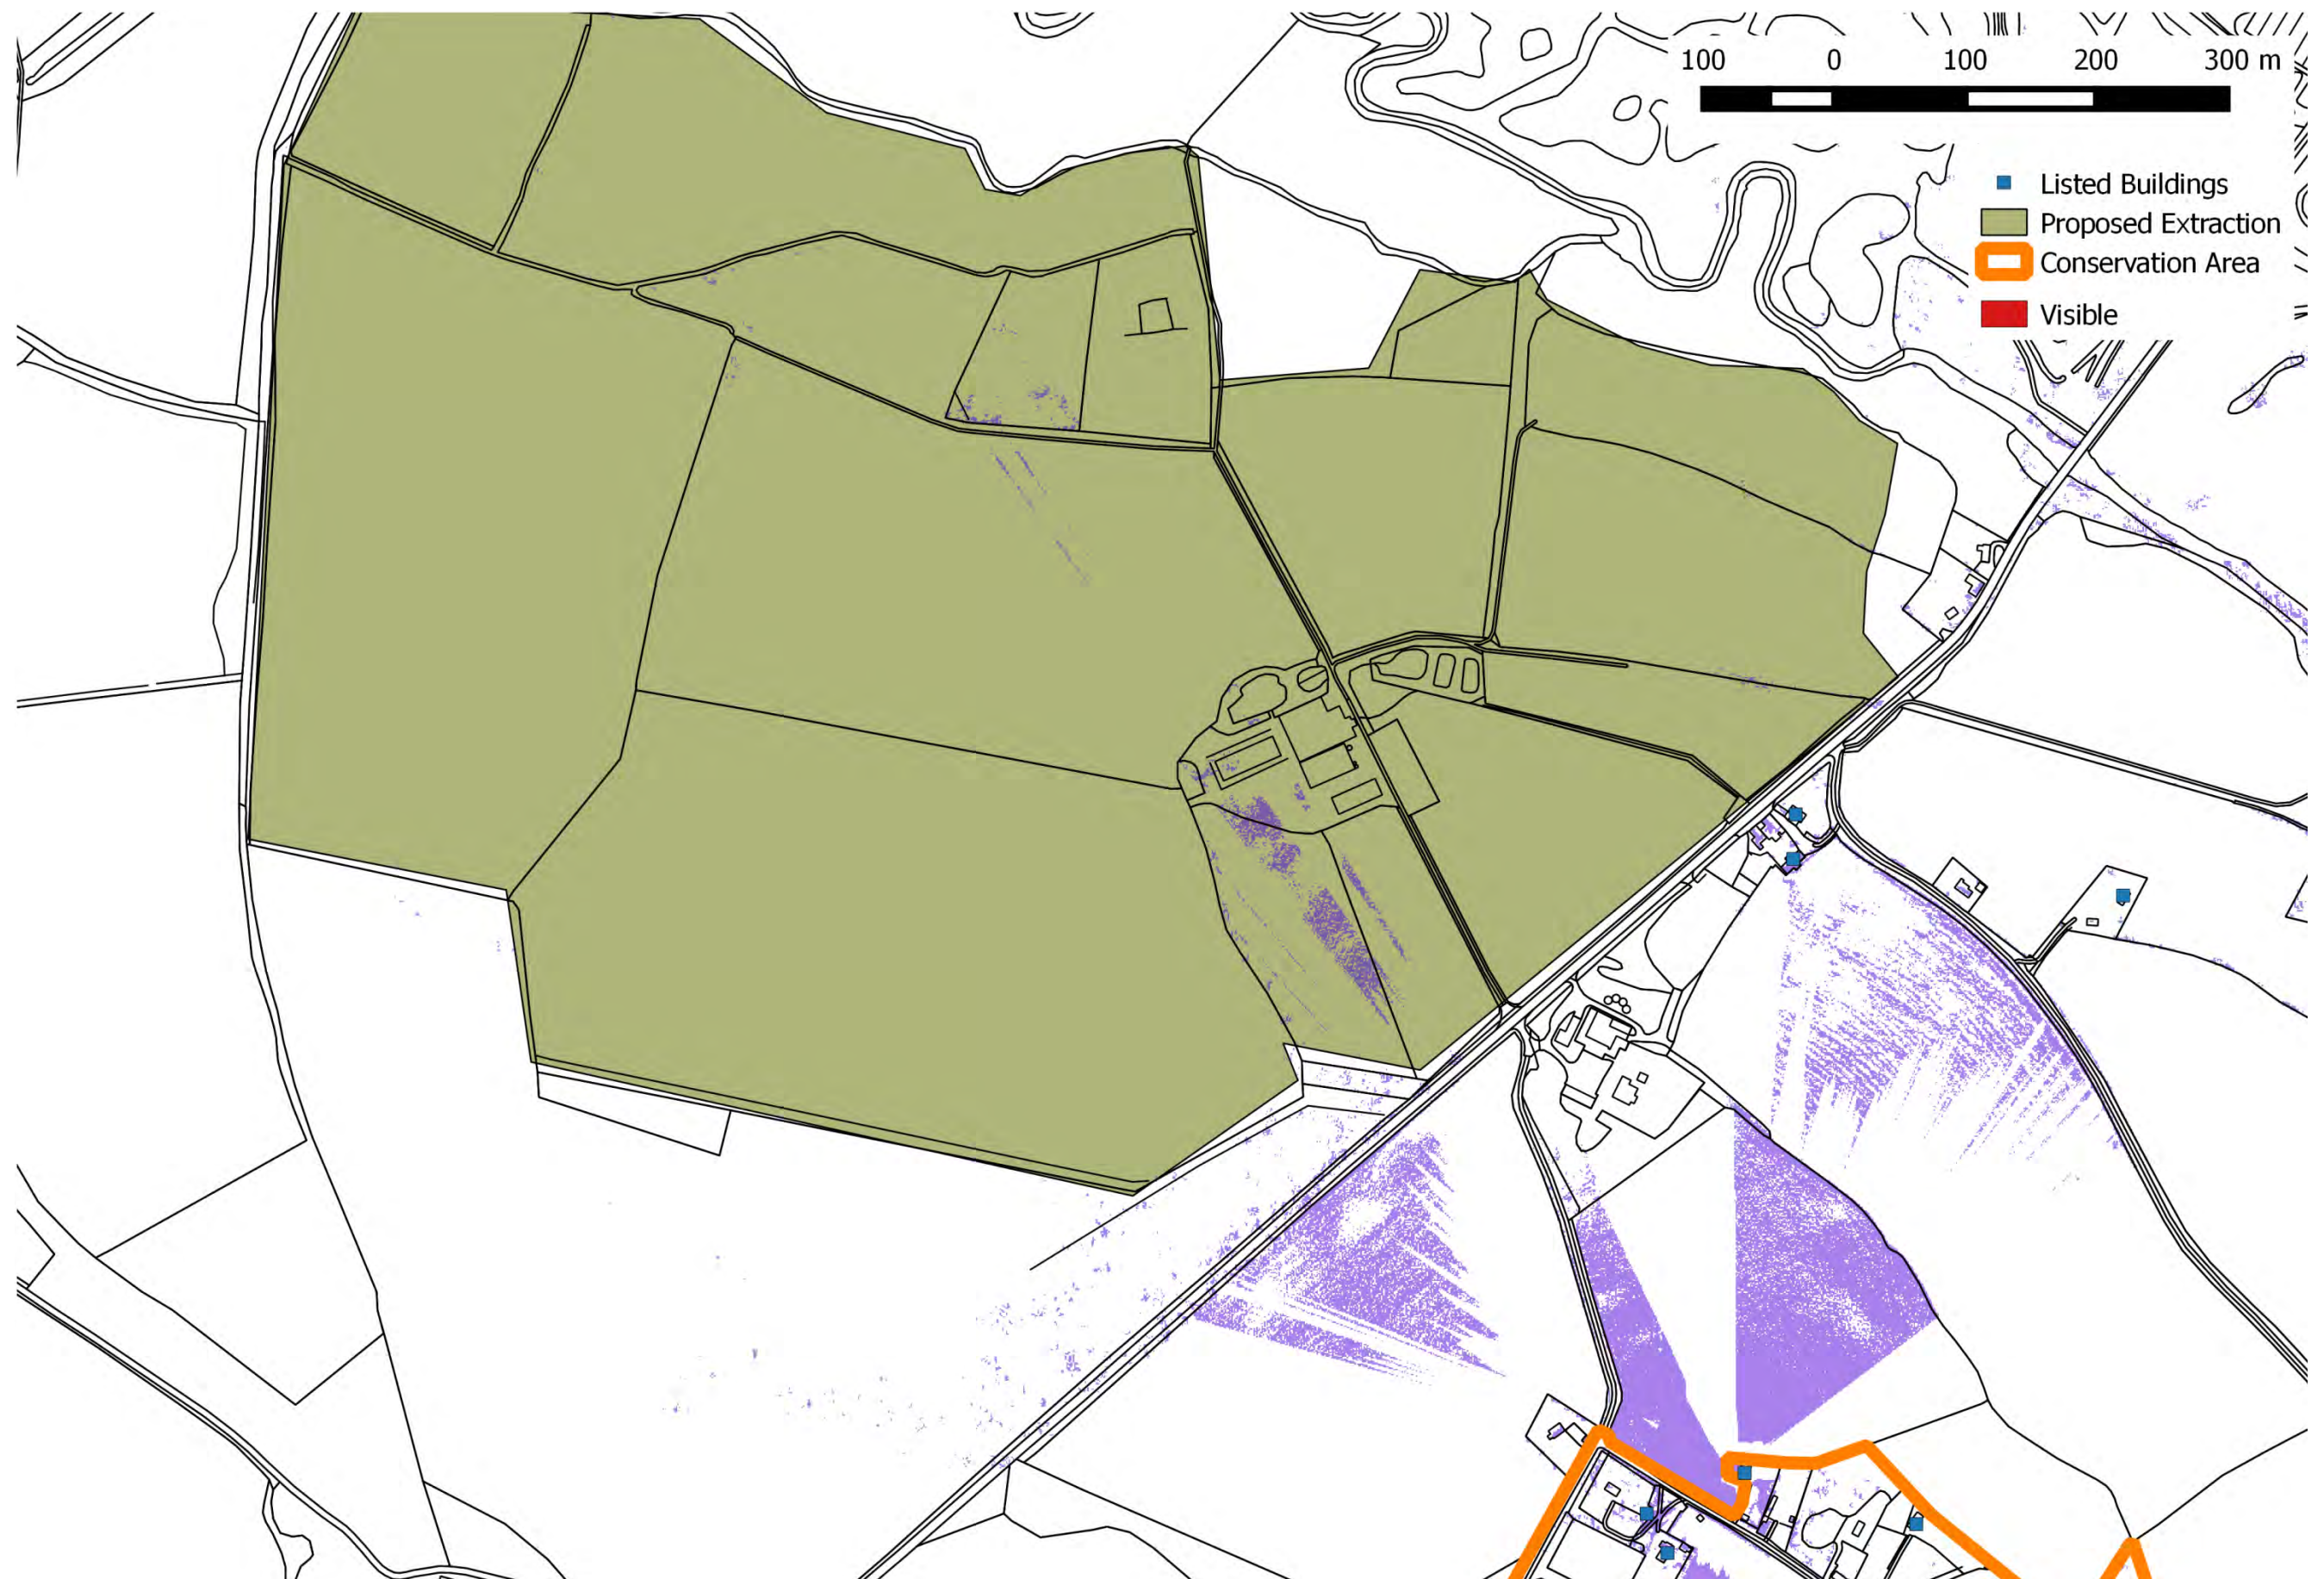 100 0 100 200 300 m
Listed Buildings
Proposed Extraction
Conservation Area
Visible